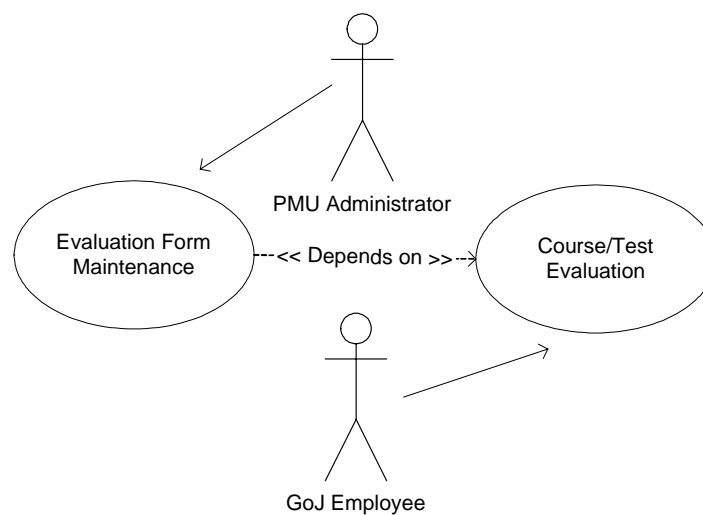 PMU Administrator
Evaluation Form
Maintenance
<< Depends on >>
Course/Test
Evaluation
GoJ Employee